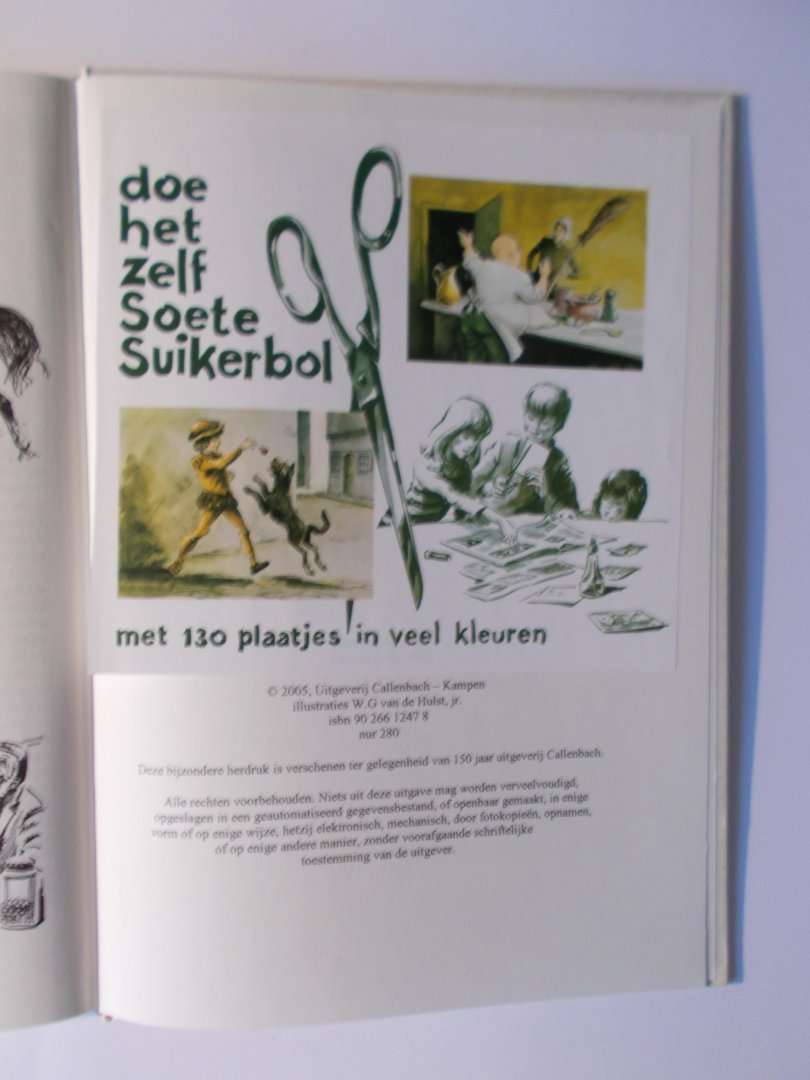 doe
het
zelf
Soete
Suikerbol
met 130 plaatjes in veel kleuren
© 2005, Uitgeverij Callenbach – Kampen
illustraties W.G van de Hulst, jr.
isbn 90 266 1247 8
nur 280
Deze bijzondere herdruk is verschenen ter gelegenheid van 150 jaar uitgeverij Callenbach.
Alle rechten voorbehouden. Niets uit deze uitgave mag worden verveelvoudigd,
opgeslagen in een geautomatiseerd gegevensbestand, of openbaar gemaakt, in enige
vorm of op enige wijze, hetzij elektronisch, mechanisch, door fotokopieën, opnamen,
of op enige andere manier, zonder voorafgaande schriftelijke
toestemming van de uitgever.